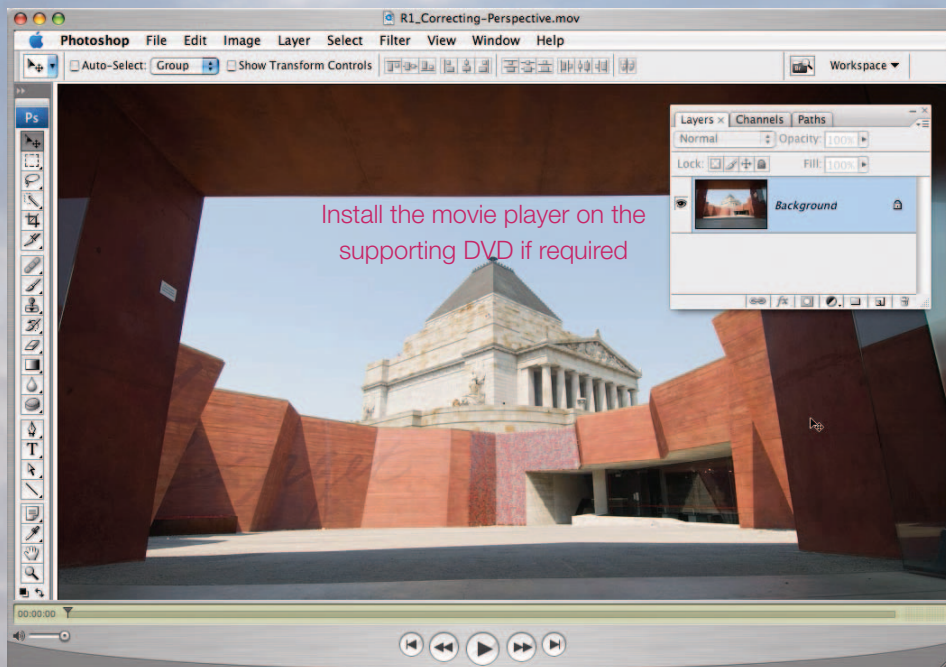 R1_Correcting-Perspective.mov
Photoshop File Edit Image Layer Select Filter View Window Help
Auto-Select: Group Show Transform Controls Workspace
Ps
Layers × Channels Paths
Normal Opacity: 100%
Lock: Fill: 100%
Background
Install the movie player on the
supporting DVD if required
T
00:00:00